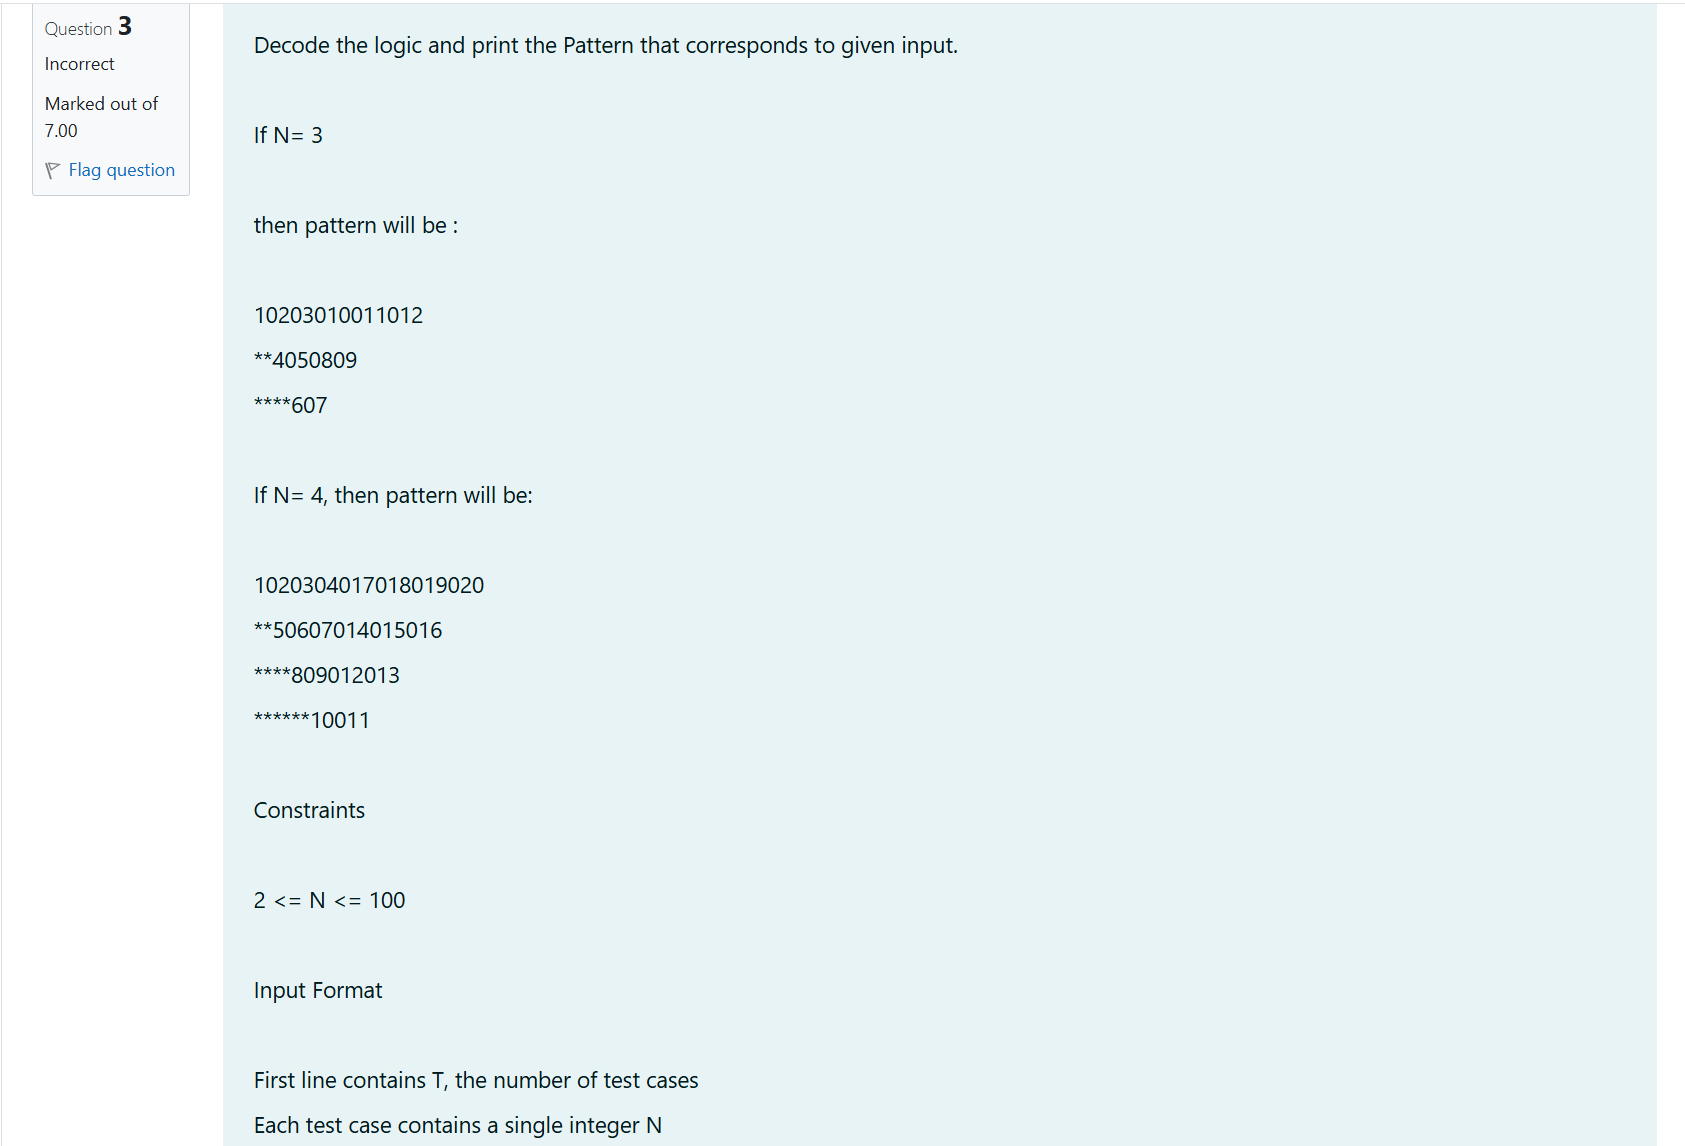 Question 3
Incorrect
Marked out of
7.00
Flag question
Decode the logic and print the Pattern that corresponds to given input.
If N= 3
then pattern will be :
10203010011012
**4050809
****607
If N= 4, then pattern will be:
1020304017018019020
**50607014015016
****809012013
******10011
Constraints
2 <= N <= 100
Input Format
First line contains T, the number of test cases
Each test case contains a single integer N